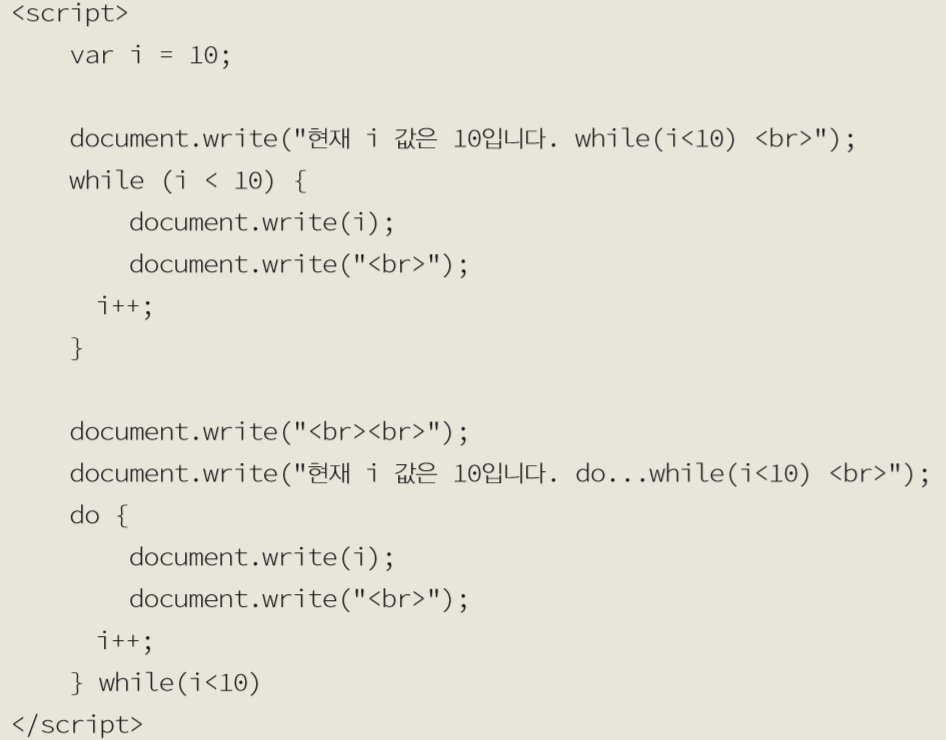 <script>
    var i = 10;

    document.write("현재 i 값은 10입니다. while(i<10) <br>");
    while (i < 10) {
        document.write(i);
        document.write("<br>");
      i++;
    }

    document.write("<br><br>");
    document.write("현재 i 값은 10입니다. do...while(i<10) <br>");
    do {
        document.write(i);
        document.write("<br>");
      i++;
    } while(i<10)
</script>